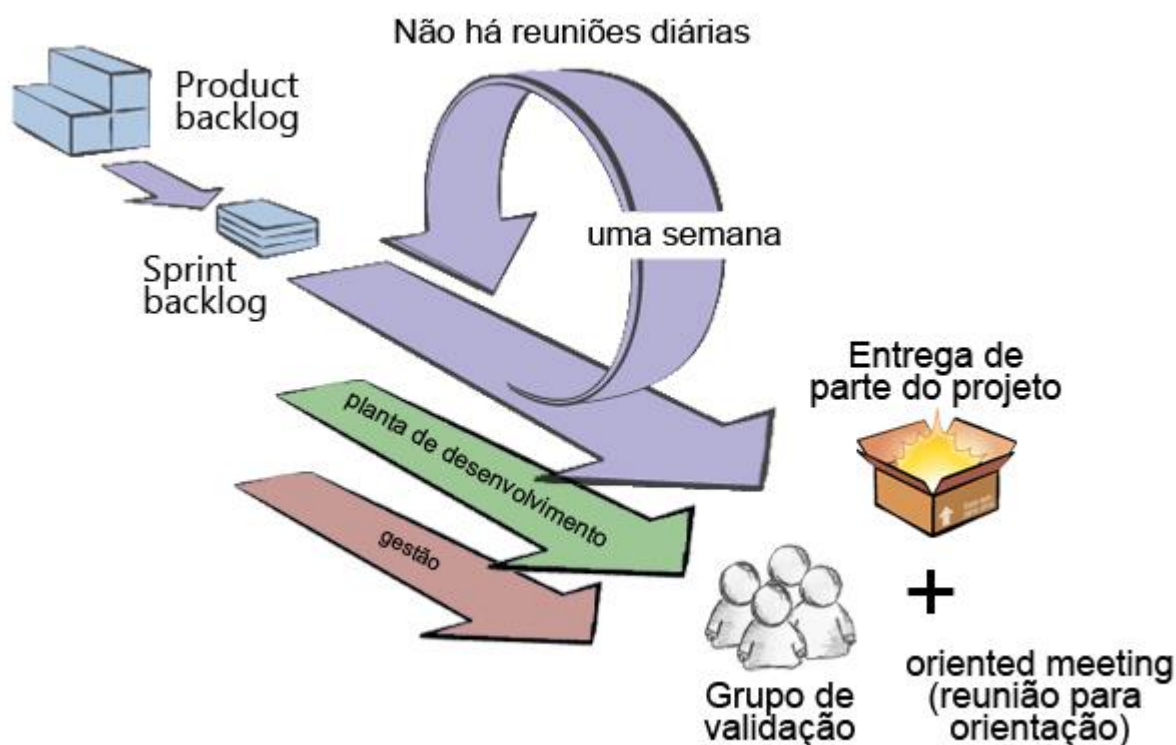 Não há reuniões diárias
Product
backlog
uma semana
Sprint
backlog
Entrega de
parte do projeto
planta de desenvolvimento
gestão
+
Grupo de
validação
oriented meeting
(reunião para
orientação)